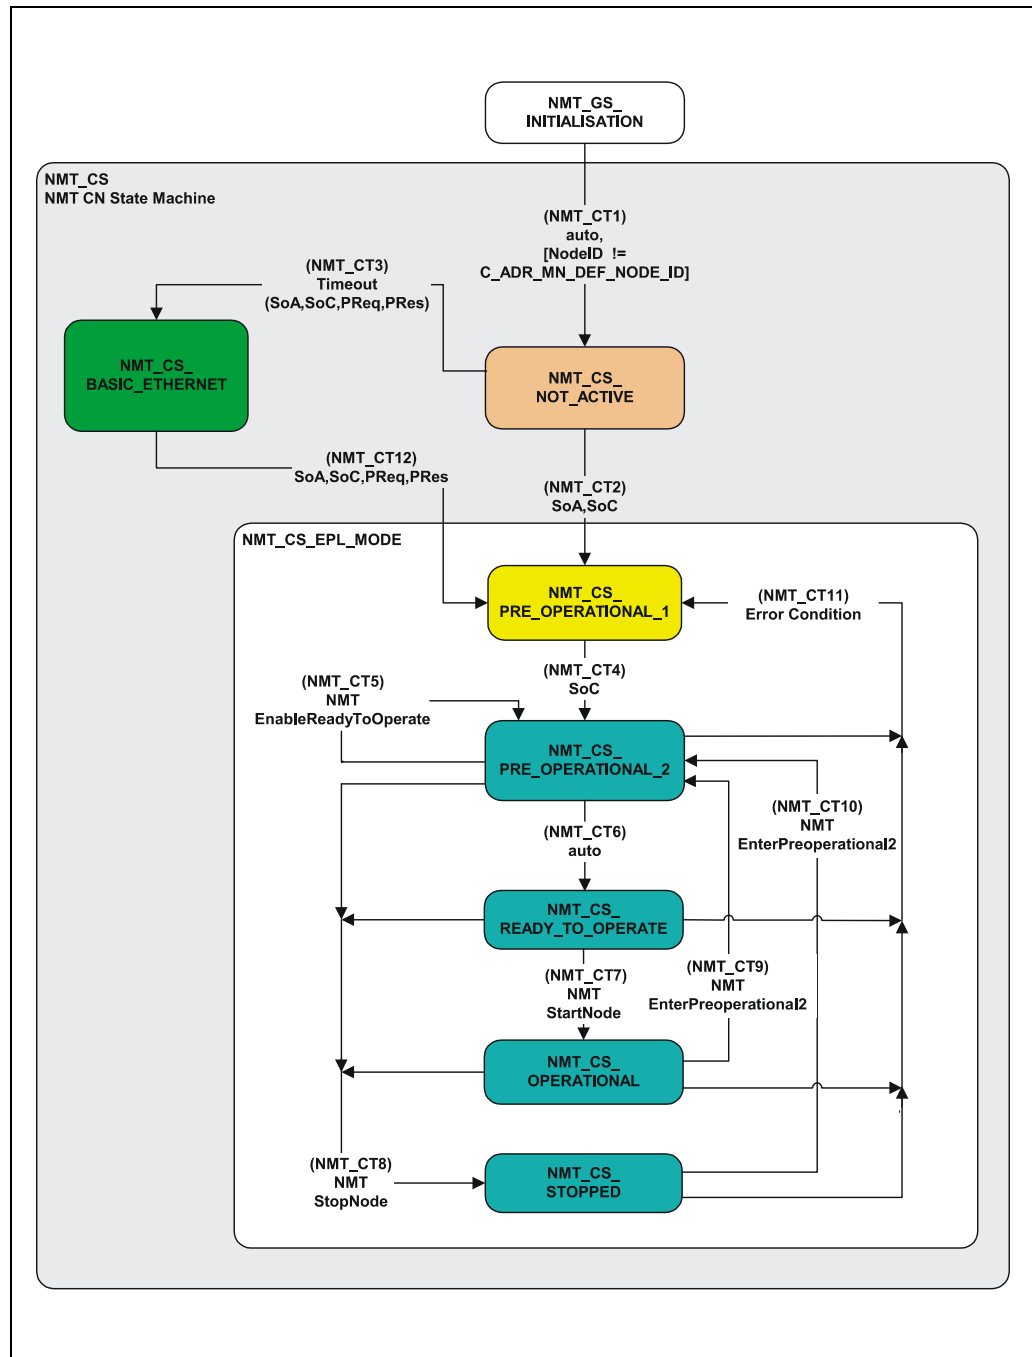 NMT_GS_
INITIALISATION
NMT_CS
NMT CN State Machine
(NMT_CT1)
auto,
[NodeID !=
C_ADR_MN_DEF_NODE_ID]
(NMT_CT3)
Timeout
(SoA,SoC,PReq,PRes)
NMT_CS_
BASIC_ETHERNET
NMT_CS_
NOT_ACTIVE
(NMT_CT12)
SoA,SoC,PReq,PRes
(NMT_CT2)
SoA,SoC
NMT_CS_EPL_MODE
NMT_CS_
PRE_OPERATIONAL_1
(NMT_CT11)
Error Condition
(NMT_CT4)
SoC
(NMT_CT5)
NMT
EnableReadyToOperate
NMT_CS_
PRE_OPERATIONAL_2
(NMT_CT10)
NMT
EnterPreoperational2
(NMT_CT6)
auto
NMT_CS_
READY_TO_OPERATE
(NMT_CT9)
NMT
EnterPreoperational2
(NMT_CT7)
NMT
StartNode
NMT_CS_
OPERATIONAL
(NMT_CT8)
NMT
StopNode
NMT_CS_
STOPPED